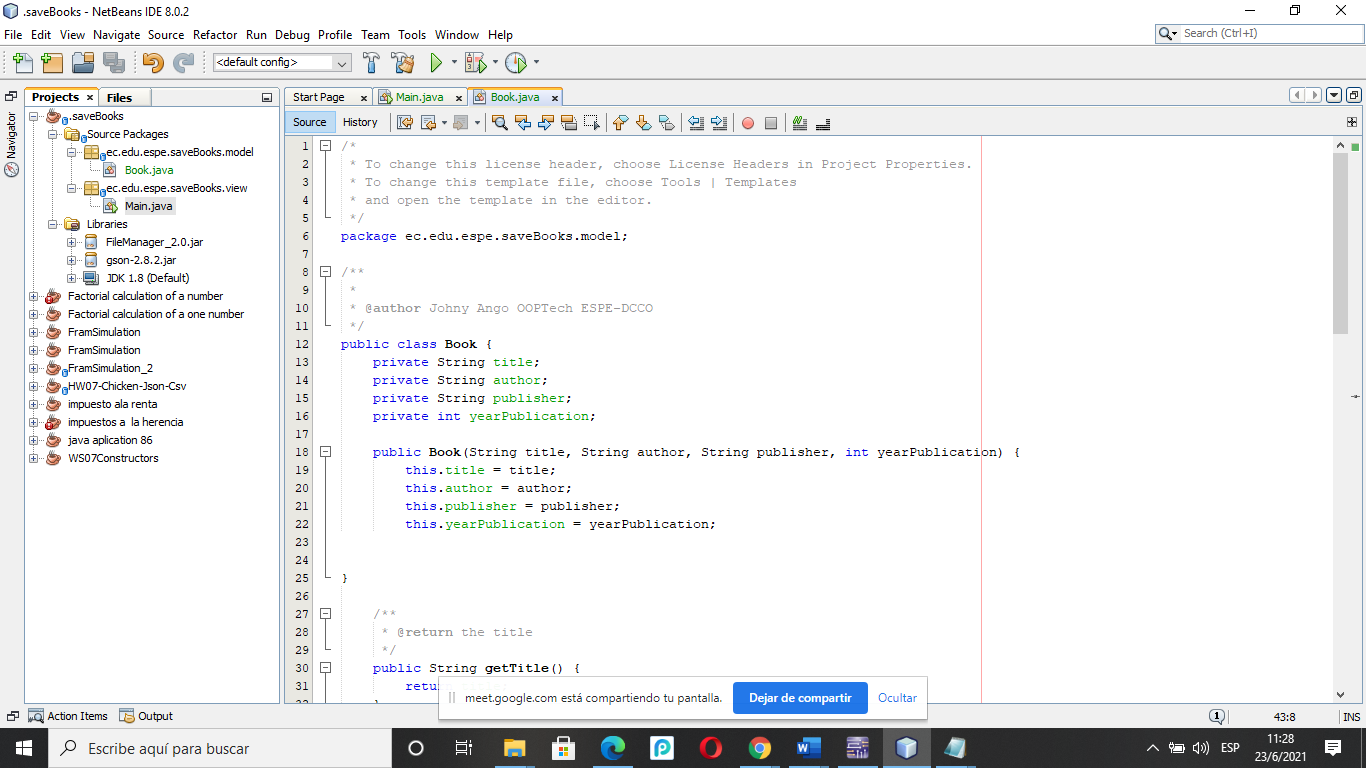 .saveBooks - NetBeans IDE 8.0.2
File Edit View Navigate Source Refactor Run Debug Profile Team Tools Window Help
Search (Ctrl+I)
<default config>
Projects × Files
Start Page × Main.java × Book.java ×
Navigator
Source History
.saveBooks
Source Packages
ec.edu.espe.saveBooks.model
Book.java
ec.edu.espe.saveBooks.view
Main.java
Libraries
FileManager_2.0.jar
gson-2.8.2.jar
JDK 1.8 (Default)
Factorial calculation of a number
Factorial calculation of a one number
FramSimulation
FramSimulation
FramSimulation_2
HW07-Chicken-Json-Csv
impuesto ala renta
impuestos a la herencia
java aplication 86
WS07Constructors
1 /*
2 * To change this license header, choose License Headers in Project Properties.
3 * To change this template file, choose Tools | Templates
4 * and open the template in the editor.
5 */
6 package ec.edu.espe.saveBooks.model;
7
8 /**
9 *
10 * @author Johny Ango OOPTech ESPE-DCCO
11 */
12 public class Book {
13 private String title;
14 private String author;
15 private String publisher;
16 private int yearPublication;
17
18 public Book(String title, String author, String publisher, int yearPublication) {
19 this.title = title;
20 this.author = author;
21 this.publisher = publisher;
22 this.yearPublication = yearPublication;
23
24
25 }
26
27 /**
28 * @return the title
29 */
30 public String getTitle() {
31 retu
meet.google.com está compartiendo tu pantalla. Dejar de compartir Ocultar
Action Items Output
1 43:8 INS
Escribe aquí para buscar
ESP
11:28
23/6/2021